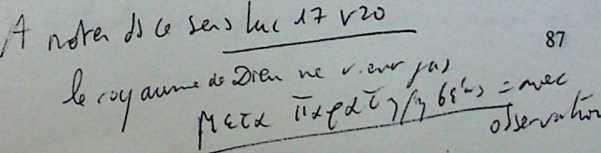 A noter ds ce sens Luc 17 v20
87
le royaume de Dieu ne vient pas
μετα παρατηρησεως = avec
observation